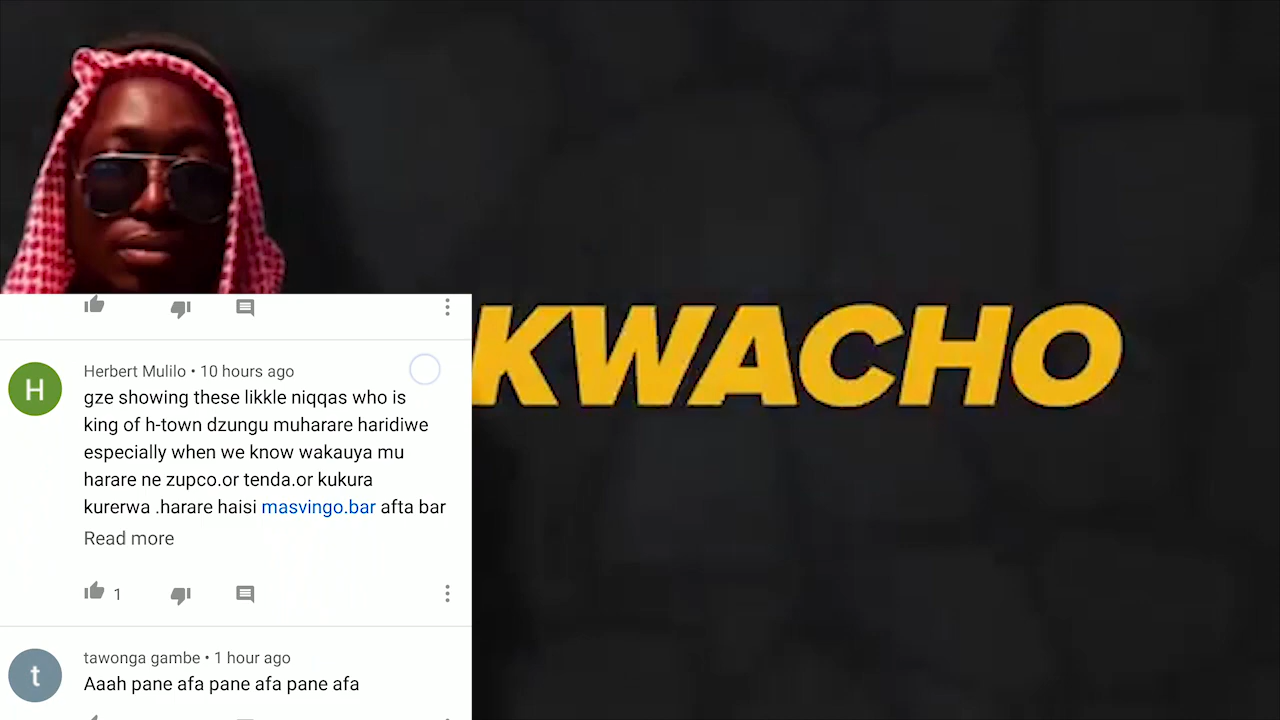 KWACHO
H
Herbert Mulilo • 10 hours ago
gze showing these likkle niqqas who is
king of h-town dzungu muharare haridiwe
especially when we know wakauya mu
harare ne zupco.or tenda.or kukura
kurerwa .harare haisi masvingo.bar afta bar
Read more
1
t
tawonga gambe • 1 hour ago
Aaah pane afa pane afa pane afa